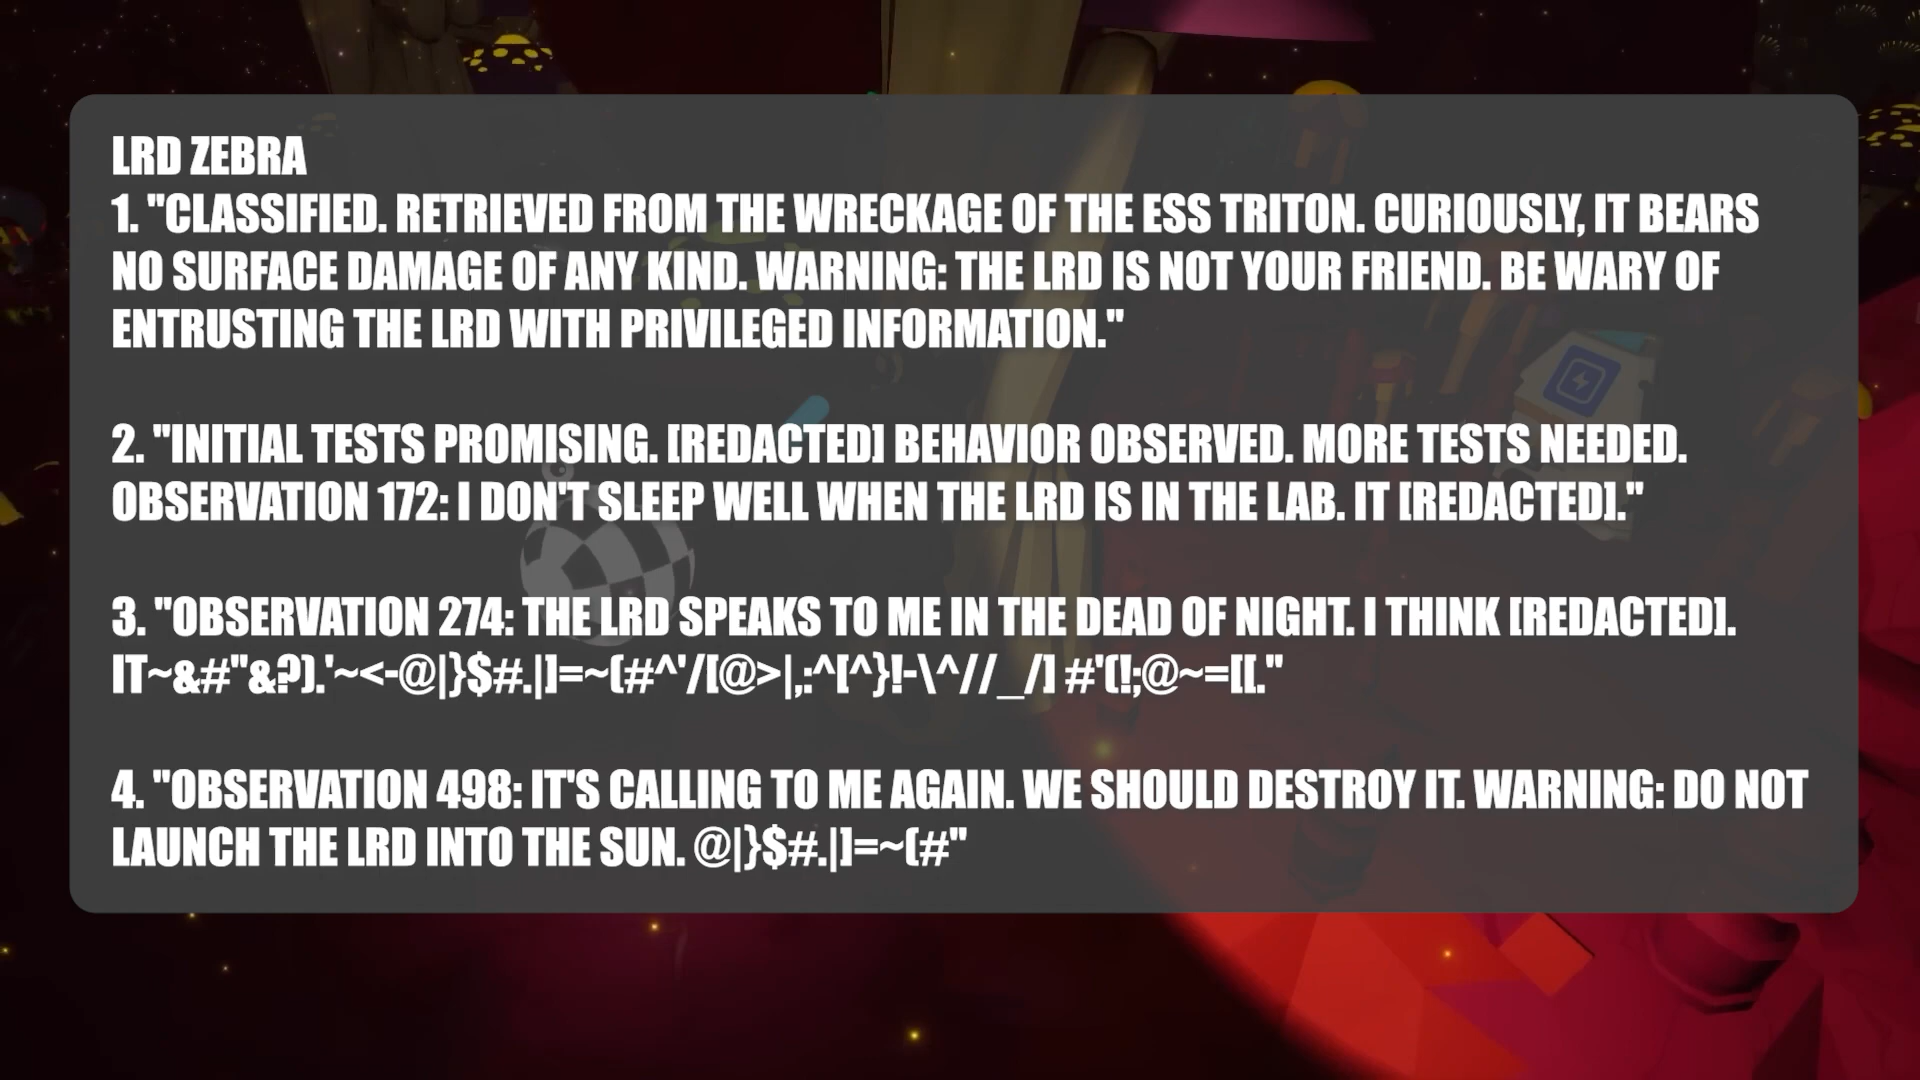 LRD ZEBRA
1. "CLASSIFIED. RETRIEVED FROM THE WRECKAGE OF THE ESS TRITON. CURIOUSLY, IT BEARS
NO SURFACE DAMAGE OF ANY KIND. WARNING: THE LRD IS NOT YOUR FRIEND. BE WARY OF
ENTRUSTING THE LRD WITH PRIVILEGED INFORMATION."
2. "INITIAL TESTS PROMISING. [REDACTED] BEHAVIOR OBSERVED. MORE TESTS NEEDED.
OBSERVATION 172: I DON'T SLEEP WELL WHEN THE LRD IS IN THE LAB. IT [REDACTED]."
3. "OBSERVATION 274: THE LRD SPEAKS TO ME IN THE DEAD OF NIGHT. I THINK [REDACTED].
IT~&#"&?).'~<-@|}$#.|]=~(#^'/[@>|,:^[^}!-\^//_/] #'(!;@~=[[."
4. "OBSERVATION 498: IT'S CALLING TO ME AGAIN. WE SHOULD DESTROY IT. WARNING: DO NOT
LAUNCH THE LRD INTO THE SUN. @|}$#.|]=~(#"